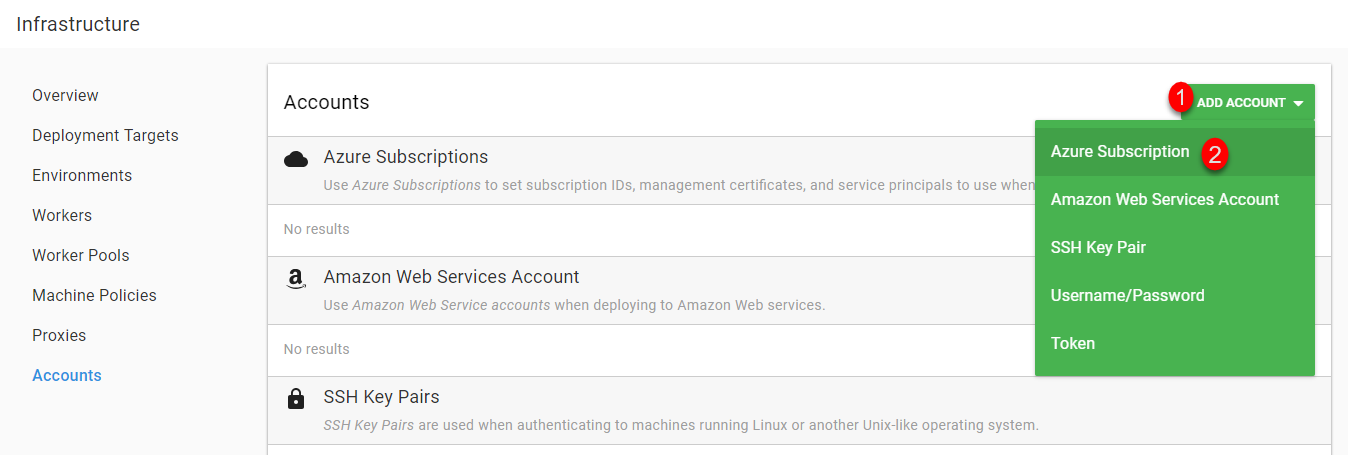 Infrastructure
Overview
Deployment Targets
Environments
Workers
Worker Pools
Machine Policies
Proxies
Accounts
Accounts
1 ADD ACCOUNT
Azure Subscription 2
Amazon Web Services Account
SSH Key Pair
Username/Password
Token
Azure Subscriptions
Use Azure Subscriptions to set subscription IDs, management certificates, and service principals to use when
No results
Amazon Web Services Account
Use Amazon Web Service accounts when deploying to Amazon Web services.
No results
SSH Key Pairs
SSH Key Pairs are used when authenticating to machines running Linux or another Unix-like operating system.